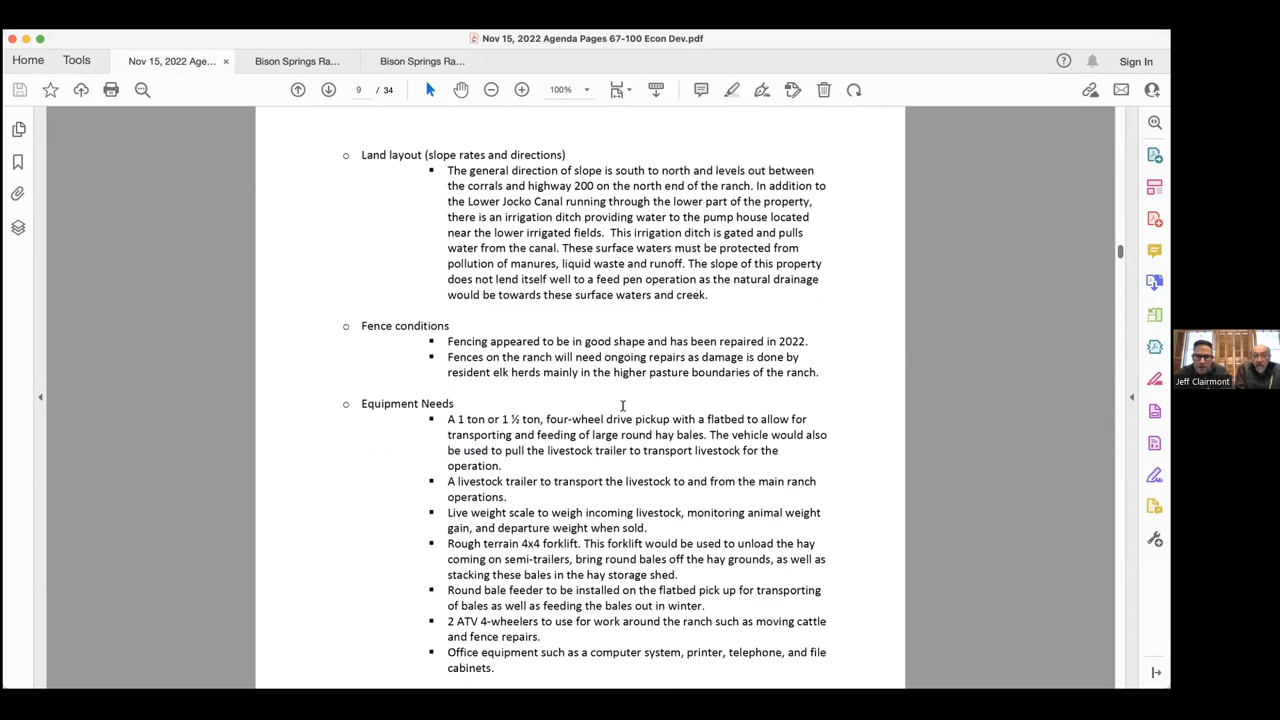 Nov 15, 2022 Agenda Pages 67-100 Econ Dev.pdf
Home
Tools
Nov 15, 2022 Age...
Bison Springs Ra...
Bison Springs Ra...
Sign In
9 / 34
100%
Land layout (slope rates and directions)
The general direction of slope is south to north and levels out between
the corrals and highway 200 on the north end of the ranch. In addition to
the Lower Jocko Canal running through the lower part of the property,
there is an irrigation ditch providing water to the pump house located
near the lower irrigated fields. This irrigation ditch is gated and pulls
water from the canal. These surface waters must be protected from
pollution of manures, liquid waste and runoff. The slope of this property
does not lend itself well to a feed pen operation as the natural drainage
would be towards these surface waters and creek.
Fence conditions
Fencing appeared to be in good shape and has been repaired in 2022.
Fences on the ranch will need ongoing repairs as damage is done by
resident elk herds mainly in the higher pasture boundaries of the ranch.
Equipment Needs
A 1 ton or 1 ½ ton, four-wheel drive pickup with a flatbed to allow for
transporting and feeding of large round hay bales. The vehicle would also
be used to pull the livestock trailer to transport livestock for the
operation.
A livestock trailer to transport the livestock to and from the main ranch
operations.
Live weight scale to weigh incoming livestock, monitoring animal weight
gain, and departure weight when sold.
Rough terrain 4x4 forklift. This forklift would be used to unload the hay
coming on semi-trailers, bring round bales off the hay grounds, as well as
stacking these bales in the hay storage shed.
Round bale feeder to be installed on the flatbed pick up for transporting
of bales as well as feeding the bales out in winter.
2 ATV 4-wheelers to use for work around the ranch such as moving cattle
and fence repairs.
Office equipment such as a computer system, printer, telephone, and file
cabinets.
Jeff Clairmont